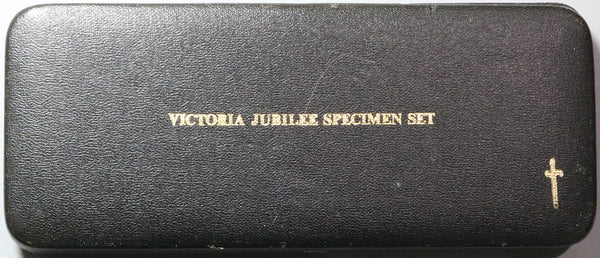 VICTORIA JUBILEE SPECIMEN SET